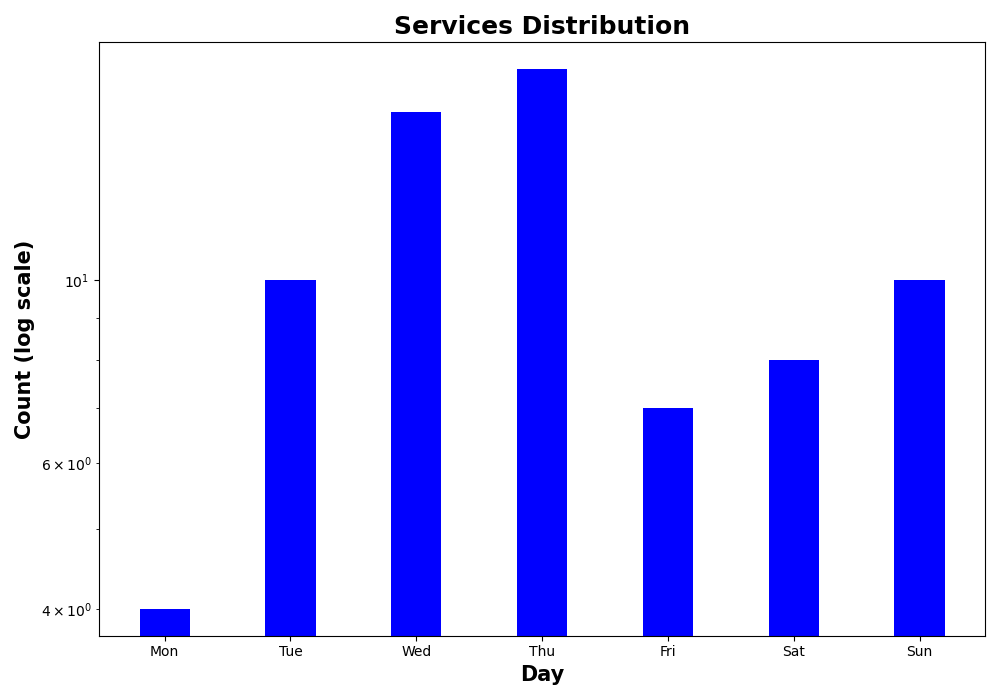 Services Distribution
Count (log scale)
10¹
6 × 10⁰
4 × 10⁰
Mon Tue Wed Thu Fri Sat Sun
Day